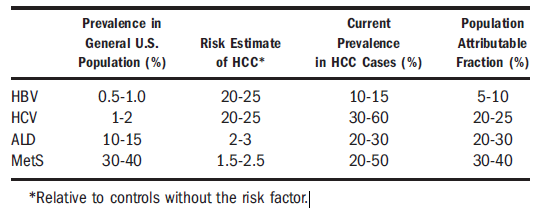 Prevalence in Current Population
General U.S. Risk Estimate Prevalence Attributable
Population (%) of HCC* in HCC Cases (%) Fraction (%)
HBV 0.5-1.0 20-25 10-15 5-10
HCV 1-2 20-25 30-60 20-25
ALD 10-15 2-3 20-30 20-30
MetS 30-40 1.5-2.5 20-50 30-40
*Relative to controls without the risk factor.